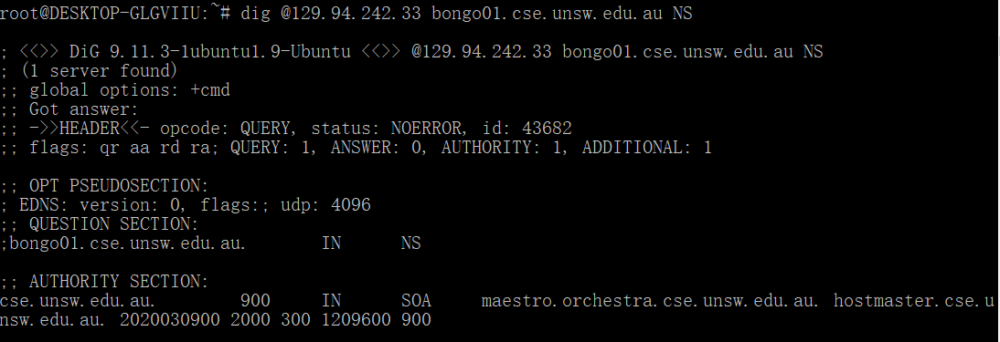 root@DESKTOP-GLGVIIU:~# dig @129.94.242.33 bongo01.cse.unsw.edu.au NS
; <<>> DiG 9.11.3-1ubuntu1.9-Ubuntu <<>> @129.94.242.33 bongo01.cse.unsw.edu.au NS
; (1 server found)
;; global options: +cmd
;; Got answer:
;; ->>HEADER<<- opcode: QUERY, status: NOERROR, id: 43682
;; flags: qr aa rd ra; QUERY: 1, ANSWER: 0, AUTHORITY: 1, ADDITIONAL: 1
;; OPT PSEUDOSECTION:
; EDNS: version: 0, flags:; udp: 4096
;; QUESTION SECTION:
;bongo01.cse.unsw.edu.au. IN NS
;; AUTHORITY SECTION:
cse.unsw.edu.au. 900 IN SOA maestro.orchestra.cse.unsw.edu.au. hostmaster.cse.u
nsw.edu.au. 2020030900 2000 300 1209600 900